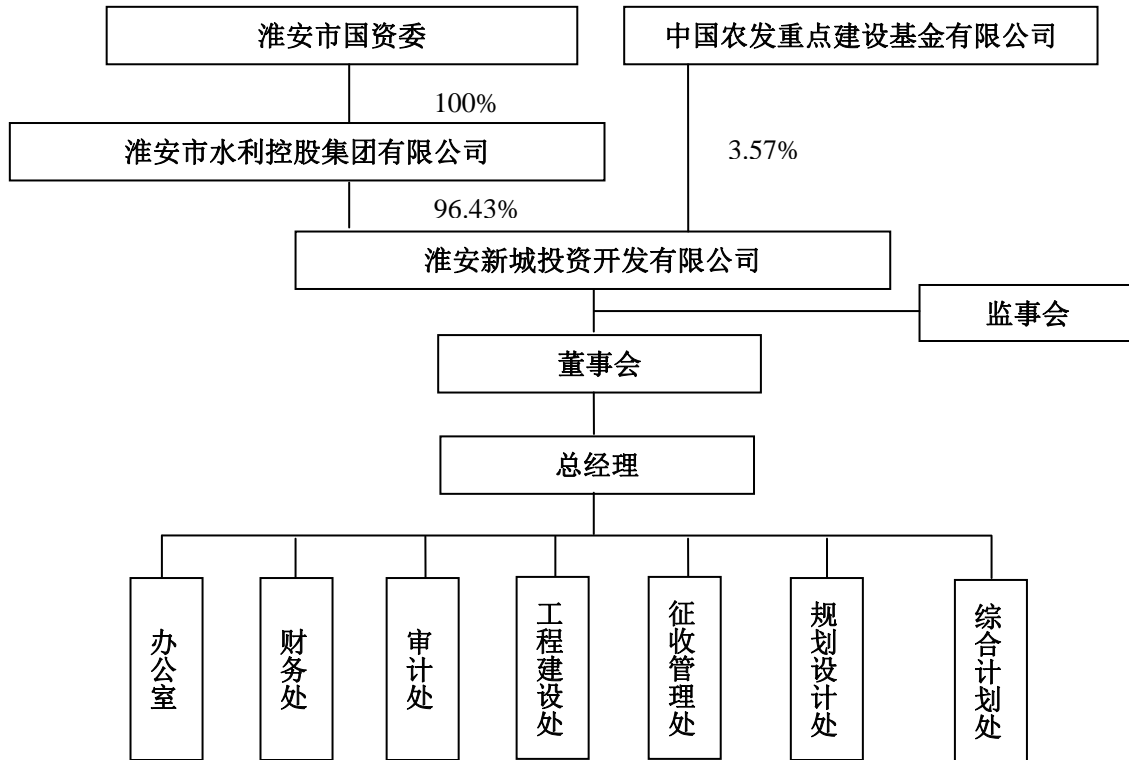 淮安市国资委
中国农发重点建设基金有限公司
100%
淮安市水利控股集团有限公司
3.57%
96.43%
淮安新城投资开发有限公司
监事会
董事会
总经理
办公室
财务处
审计处
工程建设处
征收管理处
规划设计处
综合计划处